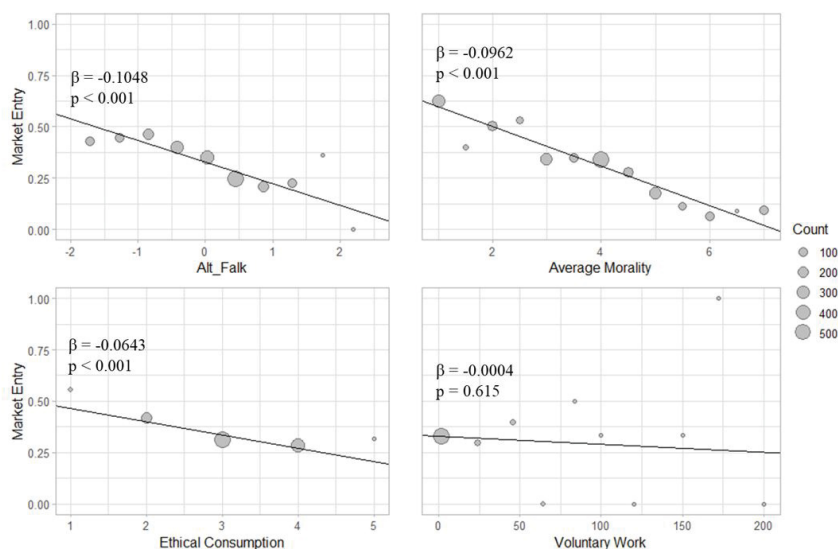 1.00
0.75
0.50
0.25
0.00
Market Entry
β = -0.1048
p < 0.001
-2 -1 0 1 2
Alt_Falk
β = -0.0962
p < 0.001
2 4 6
Average Morality
1.00
0.75
0.50
0.25
0.00
Market Entry
β = -0.0643
p < 0.001
1 2 3 4 5
Ethical Consumption
β = -0.0004
p = 0.615
0 50 100 150 200
Voluntary Work
Count
100
200
300
400
500